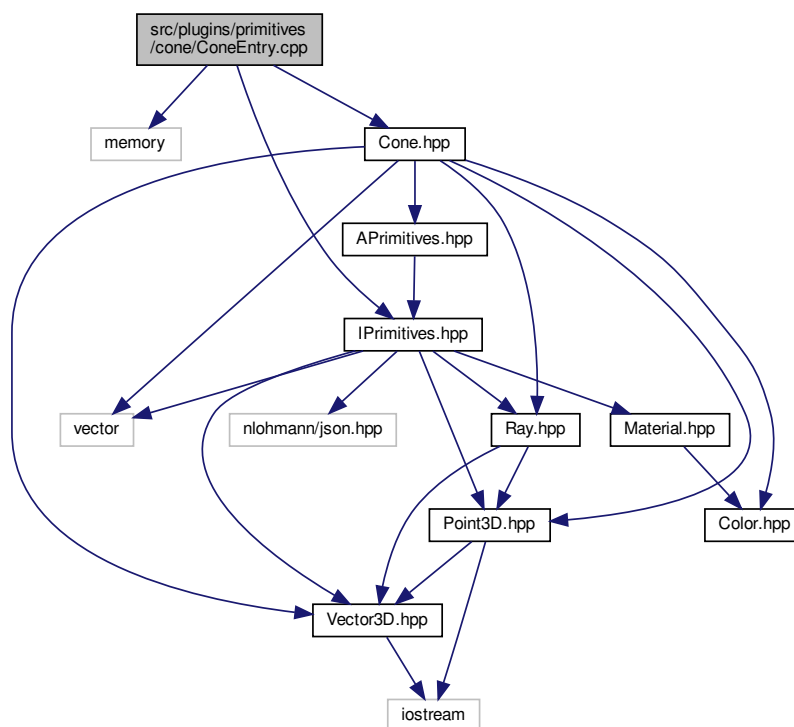 src/plugins/primitives
/cone/ConeEntry.cpp
memory
Cone.hpp
APrimitives.hpp
IPrimitives.hpp
vector
nlohmann/json.hpp
Ray.hpp
Material.hpp
Point3D.hpp
Color.hpp
Vector3D.hpp
iostream